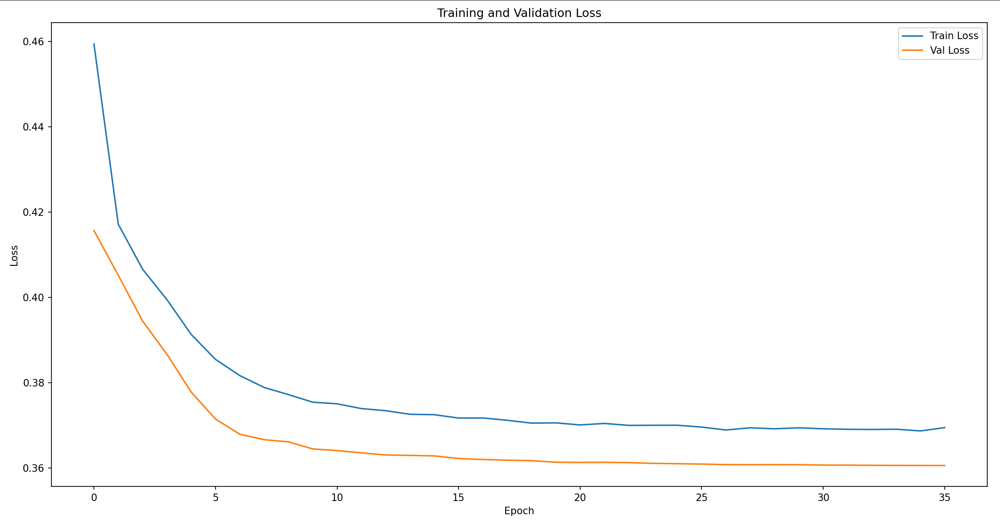 Training and Validation Loss
Train Loss
Val Loss
0.46
0.44
0.42
0.40
0.38
0.36
Loss
0 5 10 15 20 25 30 35
Epoch